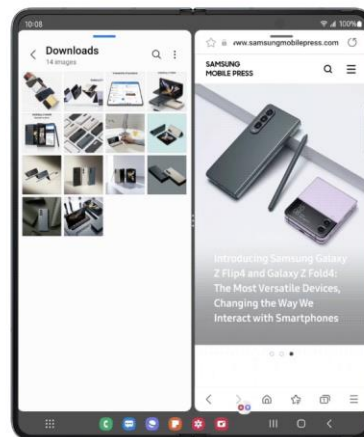 10:08
100%
Downloads
14 images
www.samsungmobilepress.com
SAMSUNG
MOBILE PRESS
Introducing Samsung Galaxy
Z Flip4 and Galaxy Z Fold4:
The Most Versatile Devices,
Changing the Way We
Interact with Smartphones